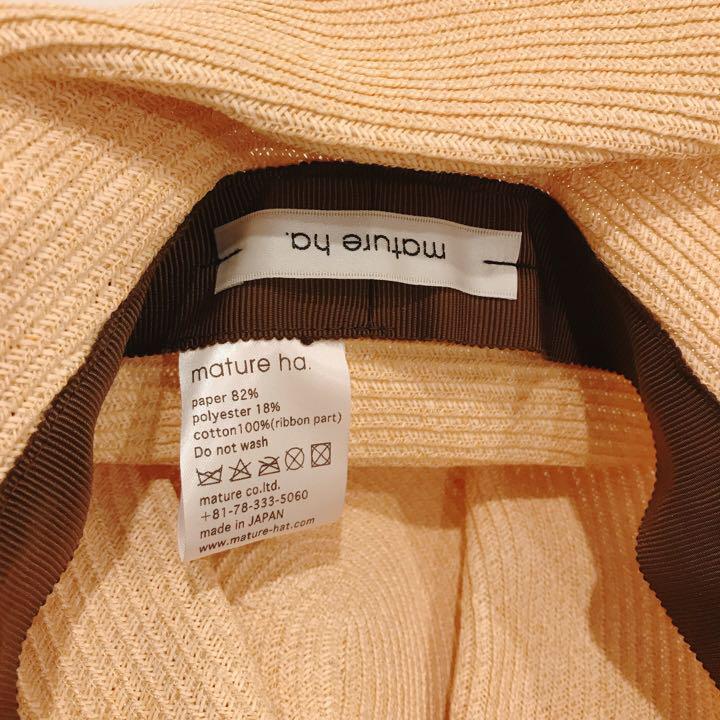 mature ha.
mature ha.
paper 82%
polyester 18%
cotton100%(ribbon part)
Do not wash
mature co.ltd.
+81-78-333-5060
made in JAPAN
www.mature-hat.com